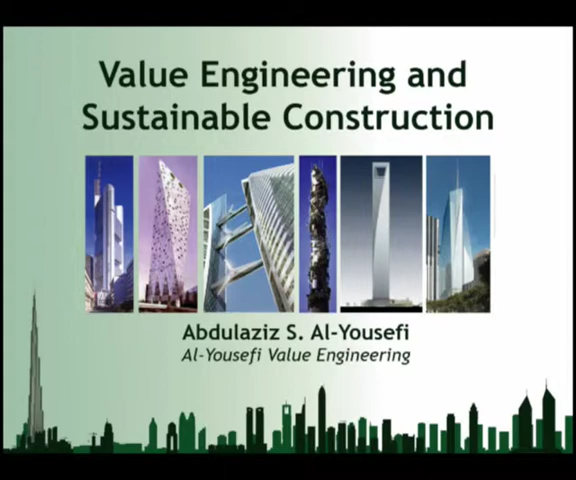 Value Engineering and
Sustainable Construction
Abdulaziz S. Al-Yousefi
Al-Yousefi Value Engineering